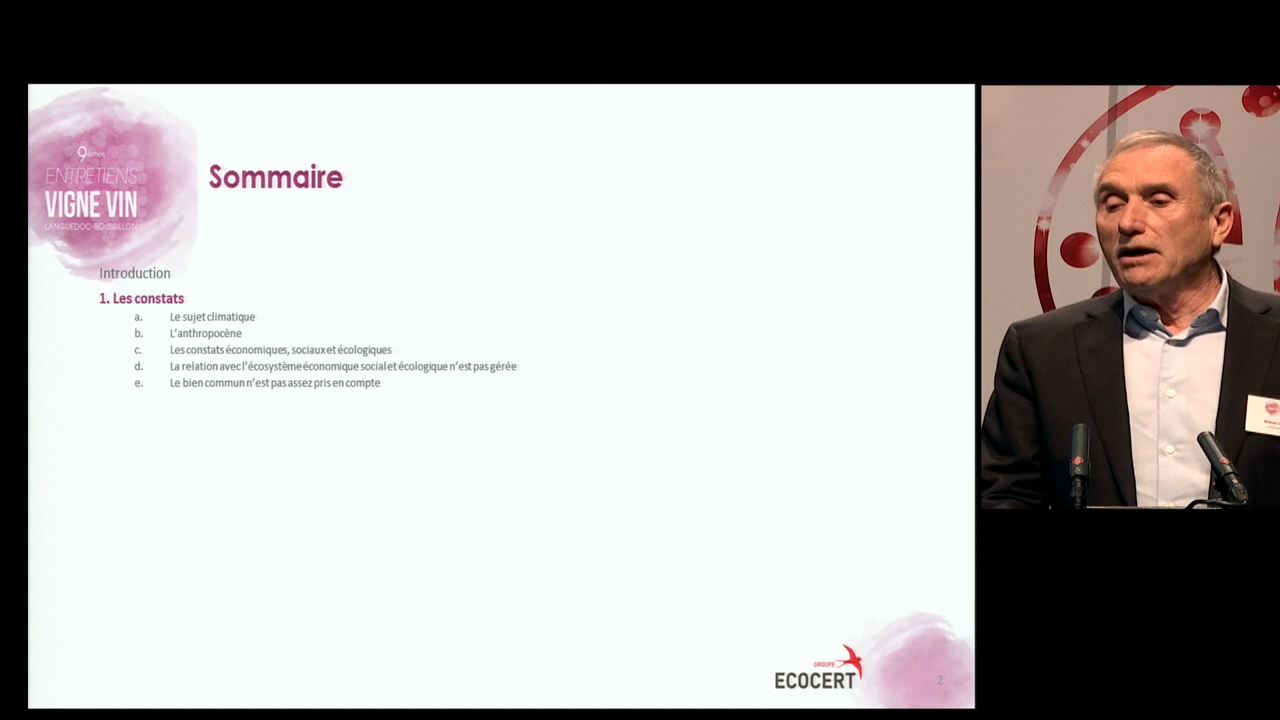 9èmes
ENTRETIENS
VIGNE VIN
LANGUEDOC-ROUSSILLON
Sommaire
Introduction
1. Les constats
a. Le sujet climatique
b. L'anthropocène
c. Les constats économiques, sociaux et écologiques
d. La relation avec l'écosystème économique social et écologique n'est pas gérée
e. Le bien commun n'est pas assez pris en compte
GROUPE
ECOCERT
2